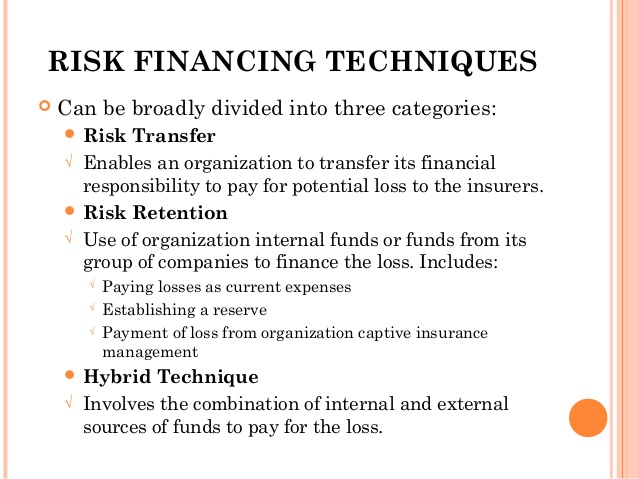 RISK FINANCING TECHNIQUES
Can be broadly divided into three categories:
Risk Transfer
√ Enables an organization to transfer its financial
responsibility to pay for potential loss to the insurers.
Risk Retention
√ Use of organization internal funds or funds from its
group of companies to finance the loss. Includes:
√ Paying losses as current expenses
√ Establishing a reserve
√ Payment of loss from organization captive insurance
management
Hybrid Technique
√ Involves the combination of internal and external
sources of funds to pay for the loss.